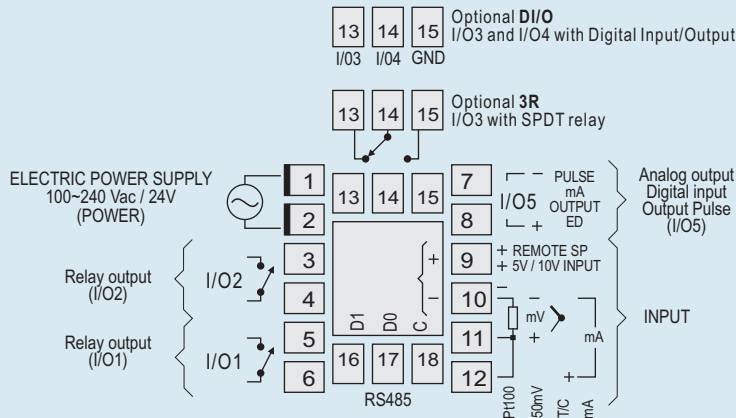 13 14 15
I/03 I/04 GND
Optional DI/O
I/O3 and I/O4 with Digital Input/Output
13 14 15
Optional 3R
I/O3 with SPDT relay
ELECTRIC POWER SUPPLY
100~240 Vac / 24V
(POWER)
1
2
13 14 15
7
8
I/O5
− PULSE
mA
OUTPUT
+ ED
Analog output
Digital input
Output Pulse
(I/O5)
Relay output
(I/O2)
I/O2
3
4
Relay output
(I/O1)
I/O1
5
6
+
−
D1 D0 C
16 17 18
RS485
9
10
11
12
+ REMOTE SP
+ 5V / 10V INPUT
−
− mV +
mA
+
Pt100
50mV
T/C
mA
INPUT